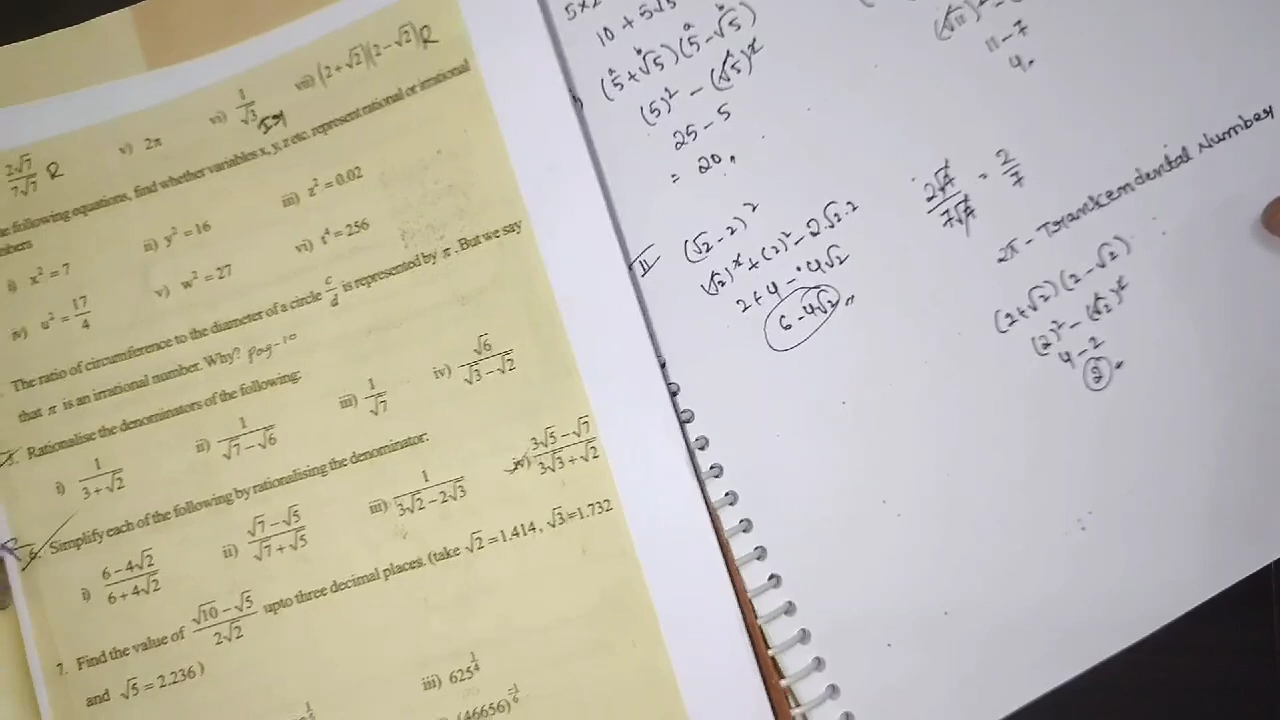 2√7/7√7 R v) 2π vi) 1/√3 vii) (2+√2)(2−√2) R
following equations, find whether variables x, y, z etc. represent rational or irrational
i) x² = 7 ii) y² = 16 iii) z² = 0.02
iv) u² = 17/4 v) w² = 27 vi) t⁴ = 256
The ratio of circumference to the diameter of a circle c/d is represented by π. But we say
that π is an irrational number. Why?
5. Rationalise the denominators of the following:
i) 1/(3+√2) ii) 1/(√7−√6) iii) 1/√7 iv) √6/(√3−√2)
6. Simplify each of the following by rationalising the denominator:
i) (6−4√2)/(6+4√2) ii) (√7−√5)/(√7+√5) iii) 1/(3√2−2√3) iv) (3√5−√7)/(3√3+√2)
7. Find the value of (√10−√5)/(2√2) upto three decimal places. (take √2=1.414, √3=1.732
and √5=2.236)
iii) 625^(1/4)
(46656)^(−1/6)
(5+√5)(5−√5)
(5)² − (√5)²
25 − 5
= 20.
II (√2−2)²
(√2)² + (2)² − 2√2·2
2+4−4√2
6−4√2
11−7
4.
2√7/7√7 = 2/7
2π - Transcendental Number
(2+√2)(2−√2)
(2)² − (√2)²
4−2
2